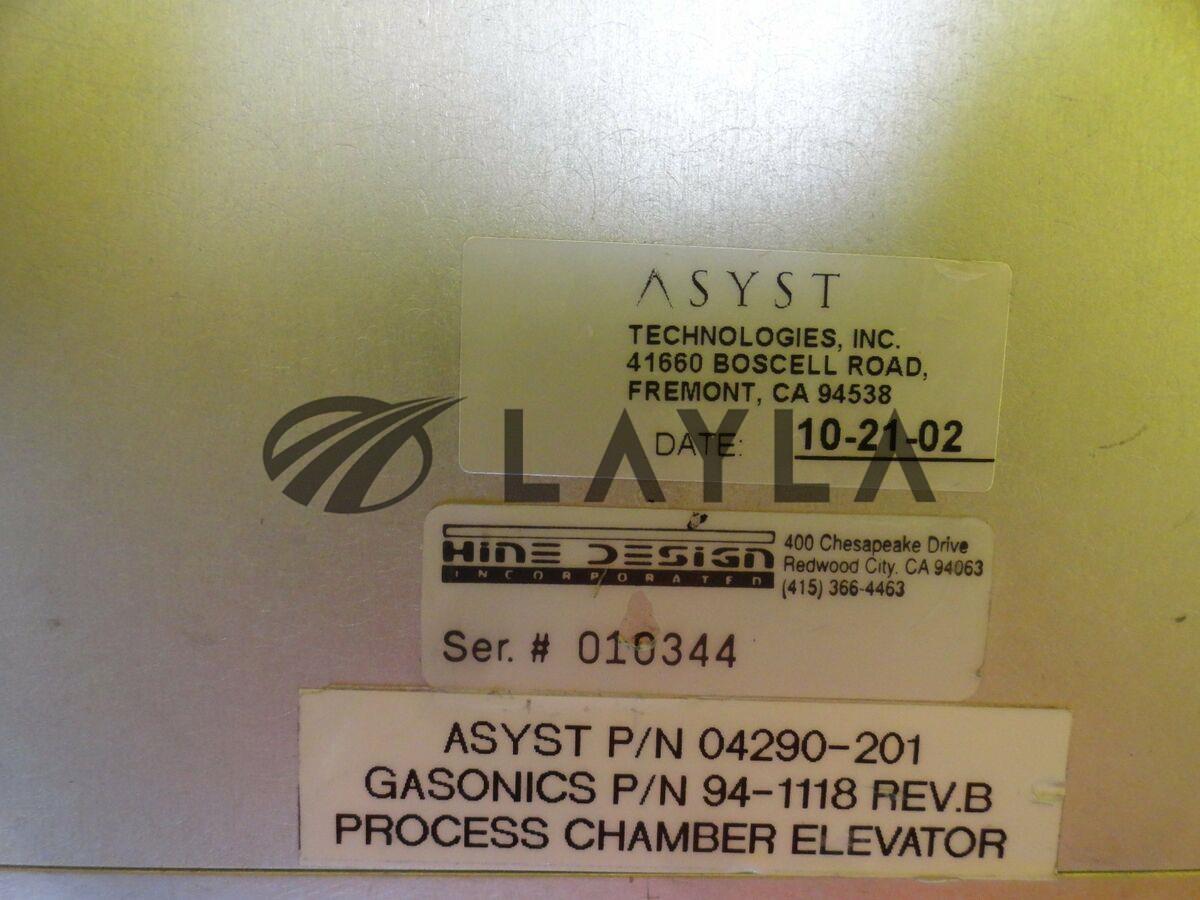 ASYST
TECHNOLOGIES, INC.
41660 BOSCELL ROAD,
FREMONT, CA 94538
DATE: 10-21-02
LAYLA
HINE DESIGN
INCORPORATED
400 Chesapeake Drive
Redwood City, CA 94063
(415) 366-4463
Ser. # 010344
ASYST P/N 04290-201
GASONICS P/N 94-1118 REV.B
PROCESS CHAMBER ELEVATOR